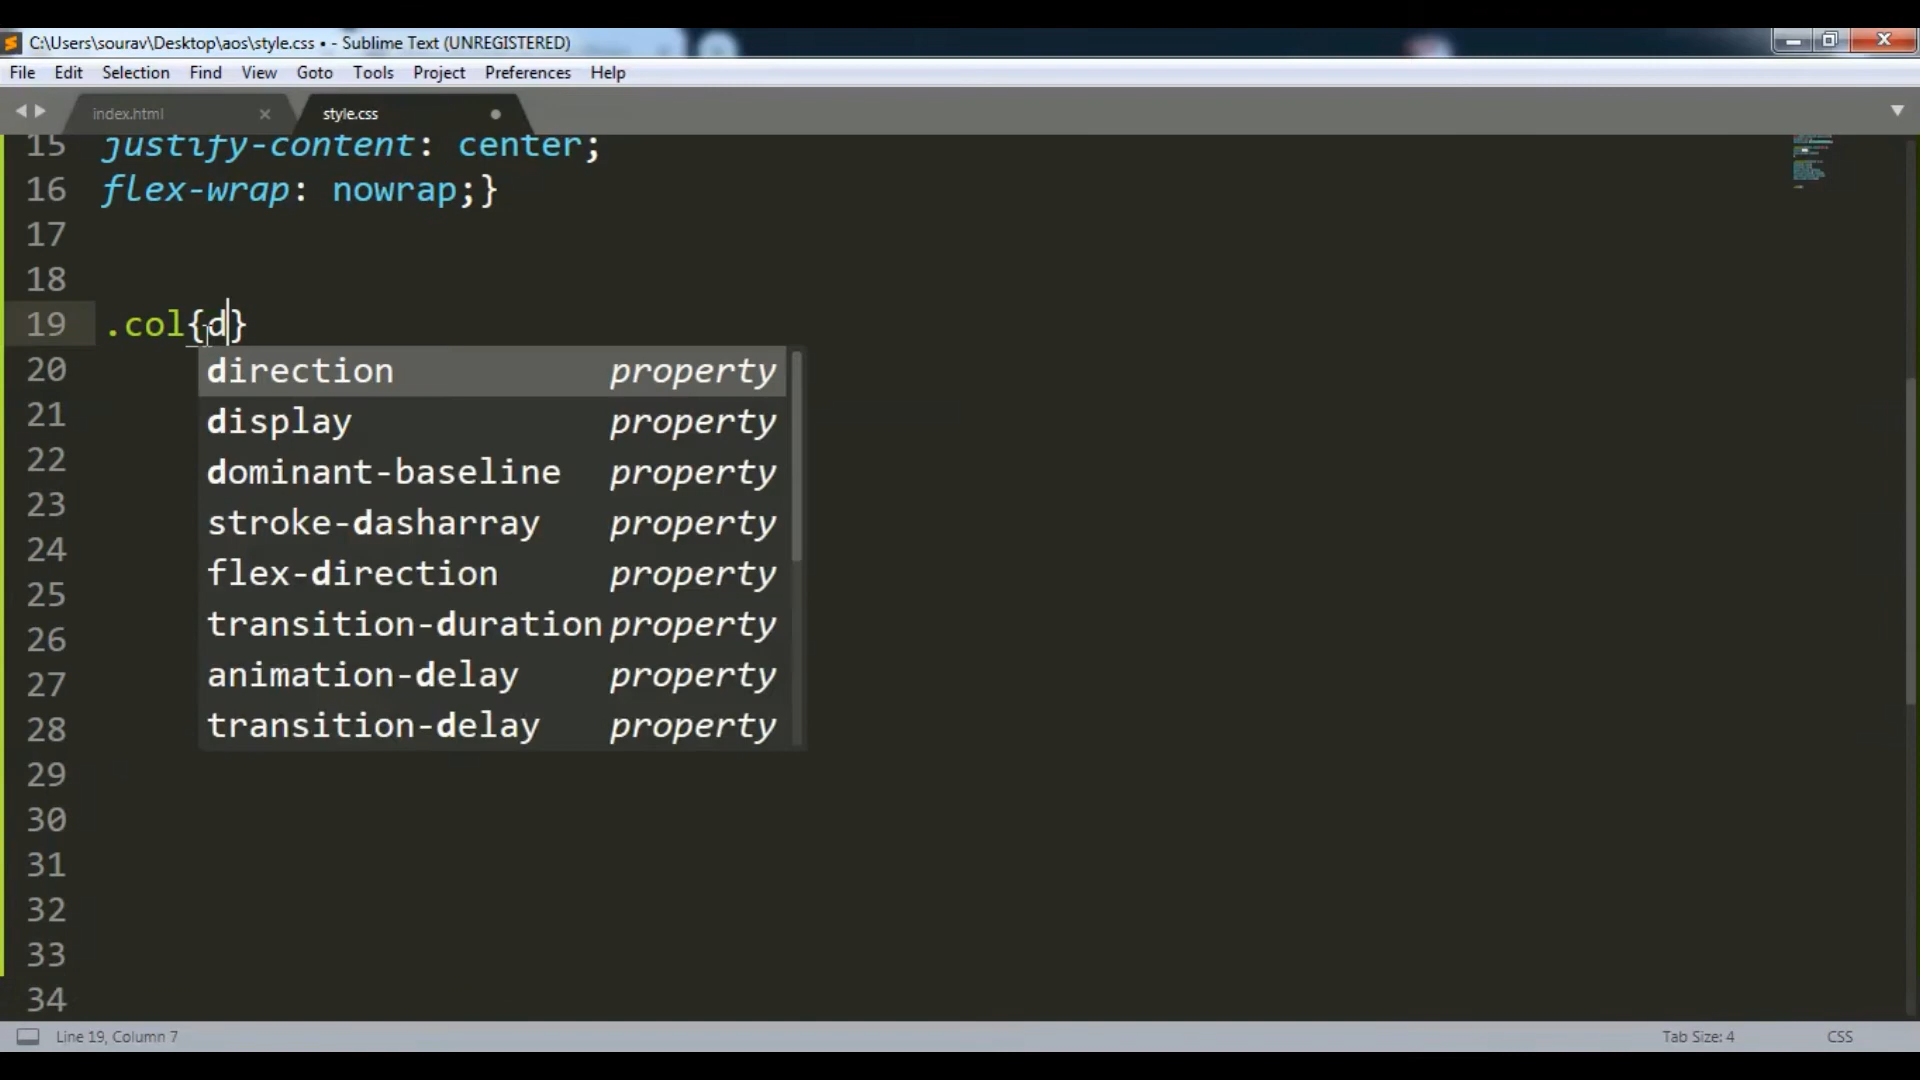 C:\Users\sourav\Desktop\aos\style.css • - Sublime Text (UNREGISTERED)
File Edit Selection Find View Goto Tools Project Preferences Help
index.html × style.css
15 justify-content: center;
16 flex-wrap: nowrap;}
17
18
19 .col{d}
20 direction property
21 display property
22 dominant-baseline property
23 stroke-dasharray property
24 flex-direction property
25 transition-duration property
26
27 animation-delay property
28 transition-delay property
29
30
31
32
33
34
Line 19, Column 7 Tab Size: 4 CSS